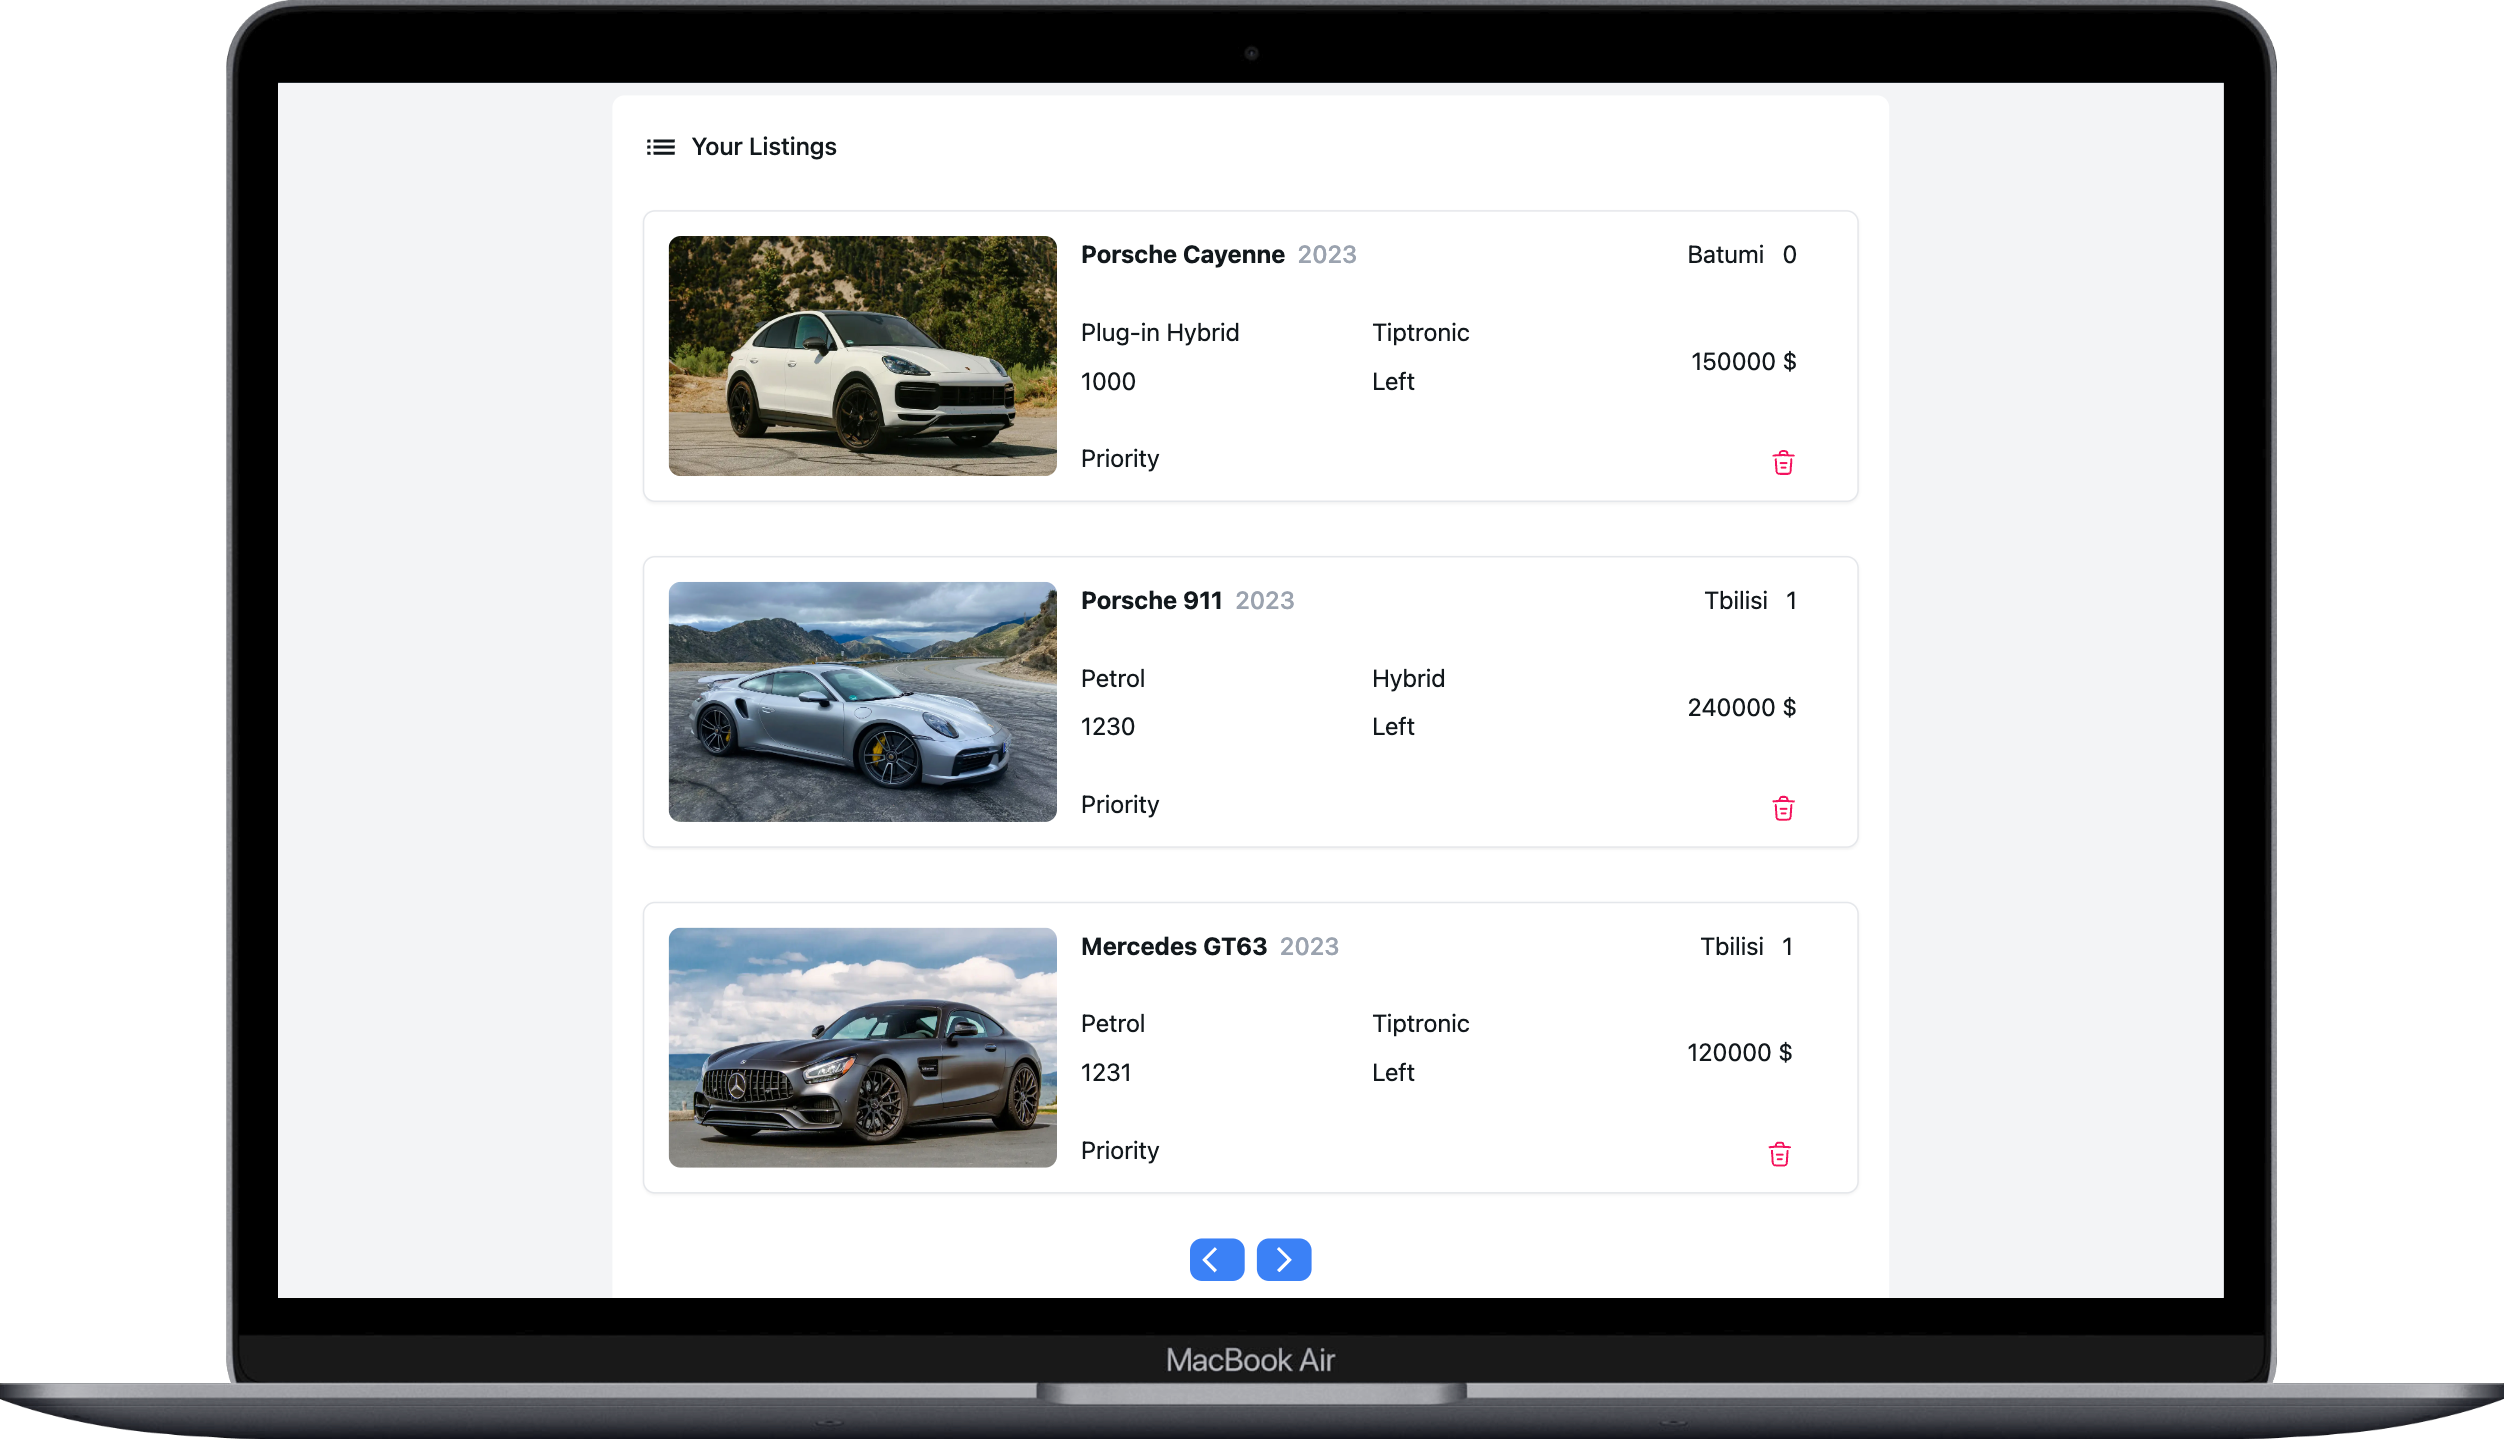 Your Listings
Porsche Cayenne 2023 Batumi 0
Plug-in Hybrid Tiptronic
150000 $
1000 Left
Priority
Porsche 911 2023 Tbilisi 1
Petrol Hybrid
240000 $
1230 Left
Priority
Mercedes GT63 2023 Tbilisi 1
Petrol Tiptronic
120000 $
1231 Left
Priority
MacBook Air